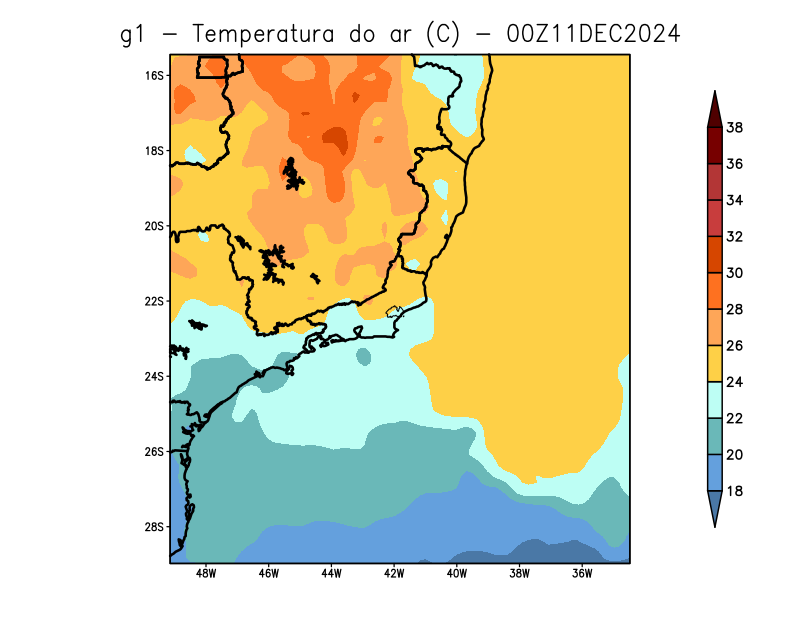 g1 – Temperatura do ar (C) – 00Z11DEC2024
16S
18S
20S
22S
24S
26S
28S
48W 46W 44W 42W 40W 38W 36W
38
36
34
32
30
28
26
24
22
20
18